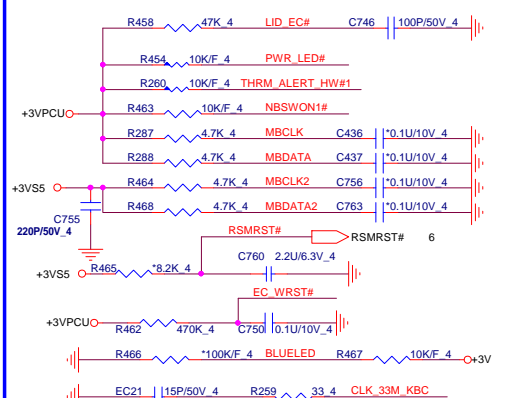 R458 47K_4 LID_EC# C746 100P/50V_4
R454 10K/F_4 PWR_LED#
R260 10K/F_4 THRM_ALERT_HW#1
+3VPCU R463 10K/F_4 NBSWON1#
R287 4.7K_4 MBCLK C436 *0.1U/10V_4
R288 4.7K_4 MBDATA C437 *0.1U/10V_4
+3VS5 R464 4.7K_4 MBCLK2 C756 *0.1U/10V_4
R468 4.7K_4 MBDATA2 C763 *0.1U/10V_4
C755
220P/50V_4
RSMRST# RSMRST# 6
+3VS5 R465 *8.2K_4 C760 2.2U/6.3V_4
EC_WRST#
+3VPCU R462 470K_4 C750 0.1U/10V_4
R466 *100K/F_4 BLUELED R467 10K/F_4 +3V
EC21 15P/50V_4 R259 33_4 CLK_33M_KBC